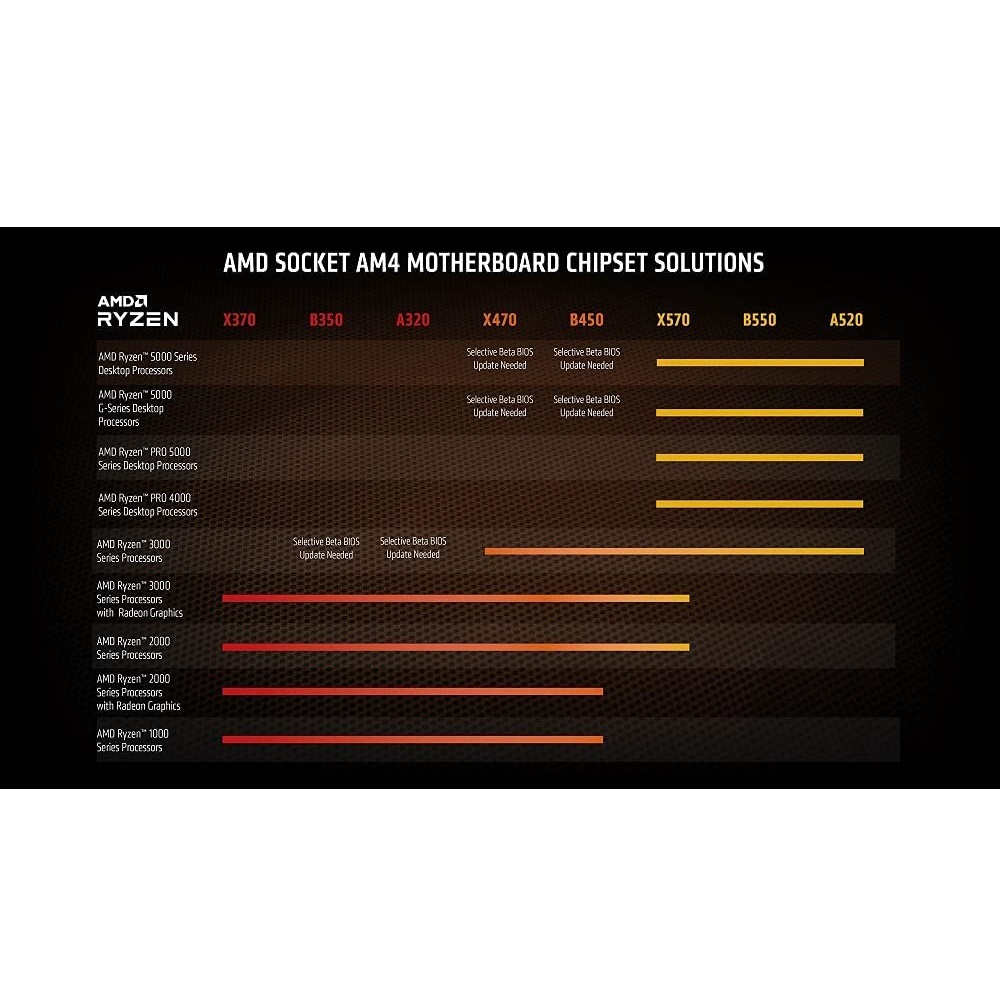 AMD SOCKET AM4 MOTHERBOARD CHIPSET SOLUTIONS
AMD
RYZEN
X370 B350 A320 X470 B450 X570 B550 A520
AMD Ryzen™ 5000 Series
Desktop Processors
Selective Beta BIOS
Update Needed
Selective Beta BIOS
Update Needed
AMD Ryzen™ 5000
G-Series Desktop
Processors
Selective Beta BIOS
Update Needed
Selective Beta BIOS
Update Needed
AMD Ryzen™ PRO 5000
Series Desktop Processors
AMD Ryzen™ PRO 4000
Series Desktop Processors
AMD Ryzen™ 3000
Series Processors
Selective Beta BIOS
Update Needed
Selective Beta BIOS
Update Needed
AMD Ryzen™ 3000
Series Processors
with Radeon Graphics
AMD Ryzen™ 2000
Series Processors
AMD Ryzen™ 2000
Series Processors
with Radeon Graphics
AMD Ryzen™ 1000
Series Processors